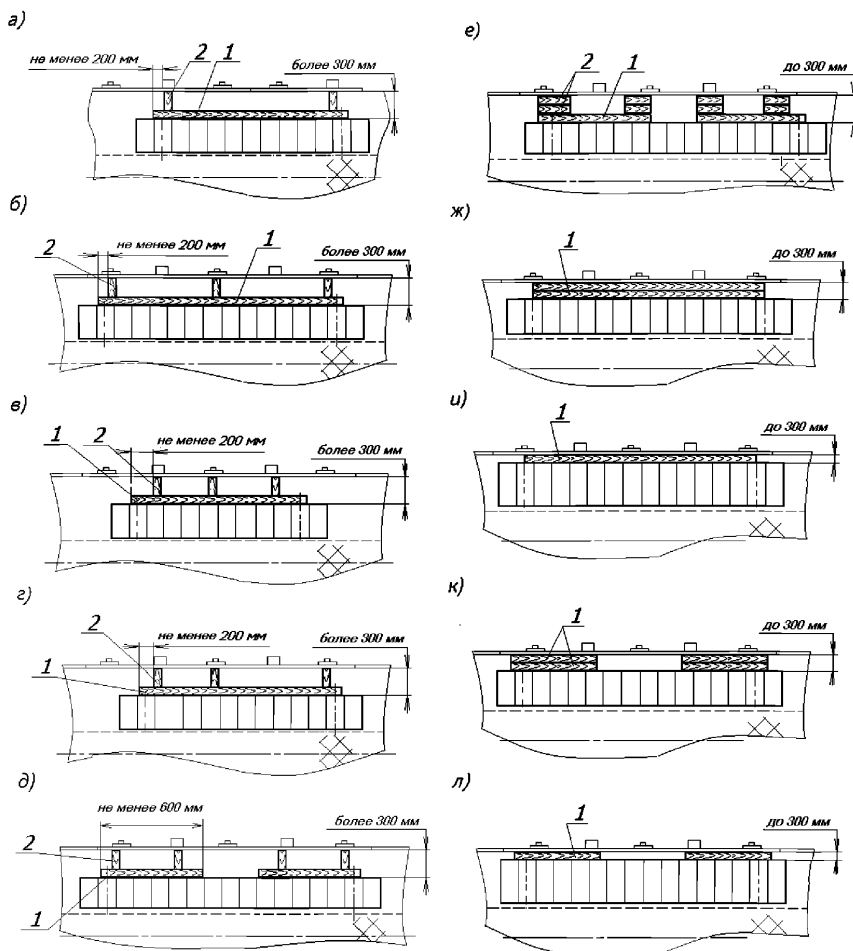 а)
не менее 200 мм
2
1
более 300 мм
б)
2
не менее 200 мм
1
более 300 мм
в)
1
2
не менее 200 мм
более 300 мм
г)
2
не менее 200 мм
1
более 300 мм
д)
не менее 600 мм
более 300 мм
2
1
е)
2
1
до 300 мм
ж)
1
до 300 мм
и)
1
до 300 мм
к)
1
до 300 мм
л)
1
до 300 мм